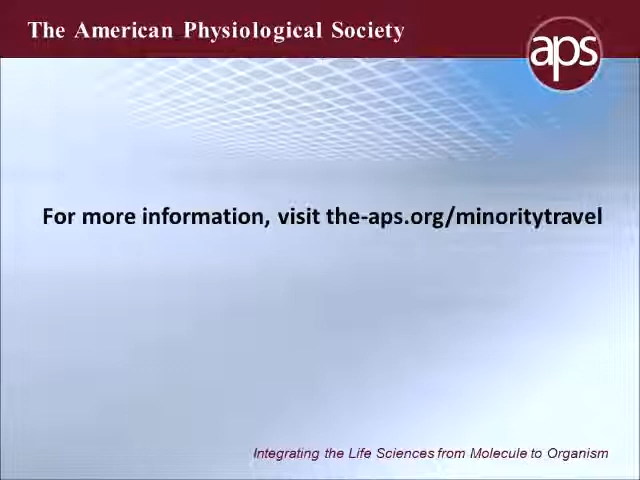 The American Physiological Society
aps
For more information, visit the-aps.org/minoritytravel
Integrating the Life Sciences from Molecule to Organism